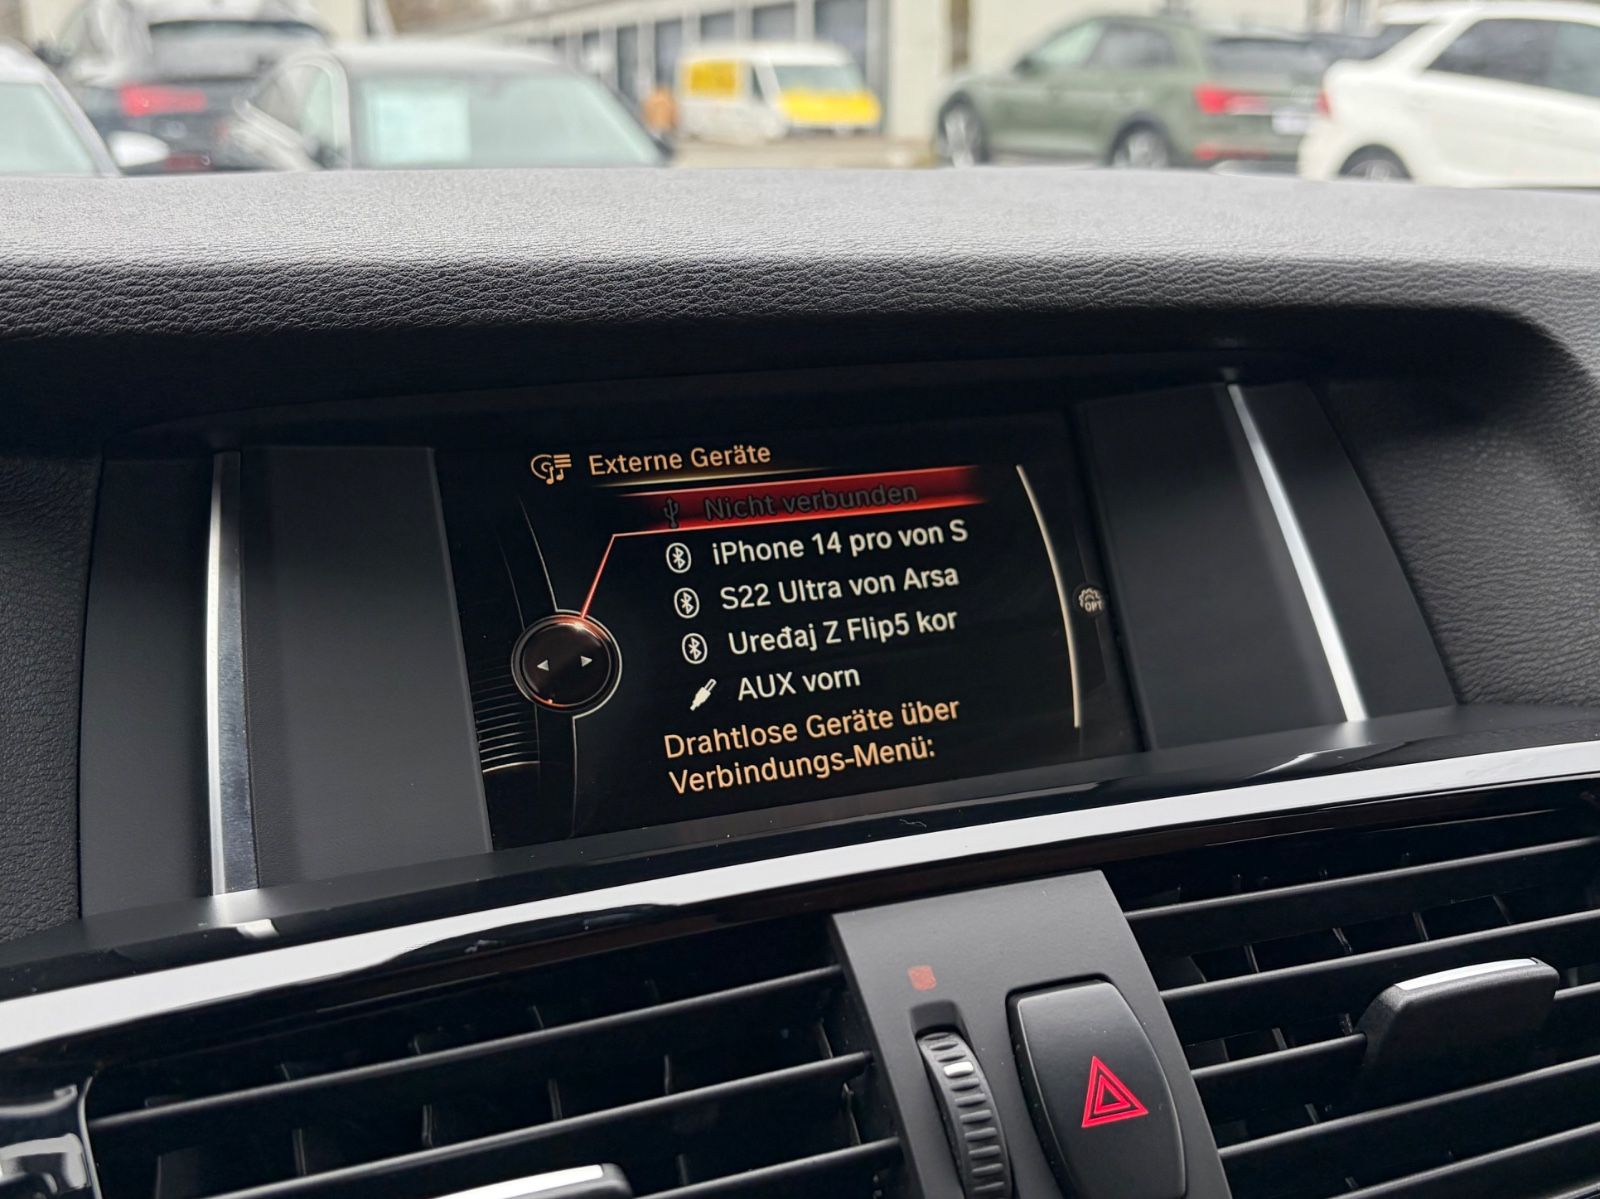 Externe Geräte
Nicht verbunden
iPhone 14 pro von S
S22 Ultra von Arsa
Uređaj Z Flip5 kor
AUX vorn
Drahtlose Geräte über
Verbindungs-Menü:
OPT